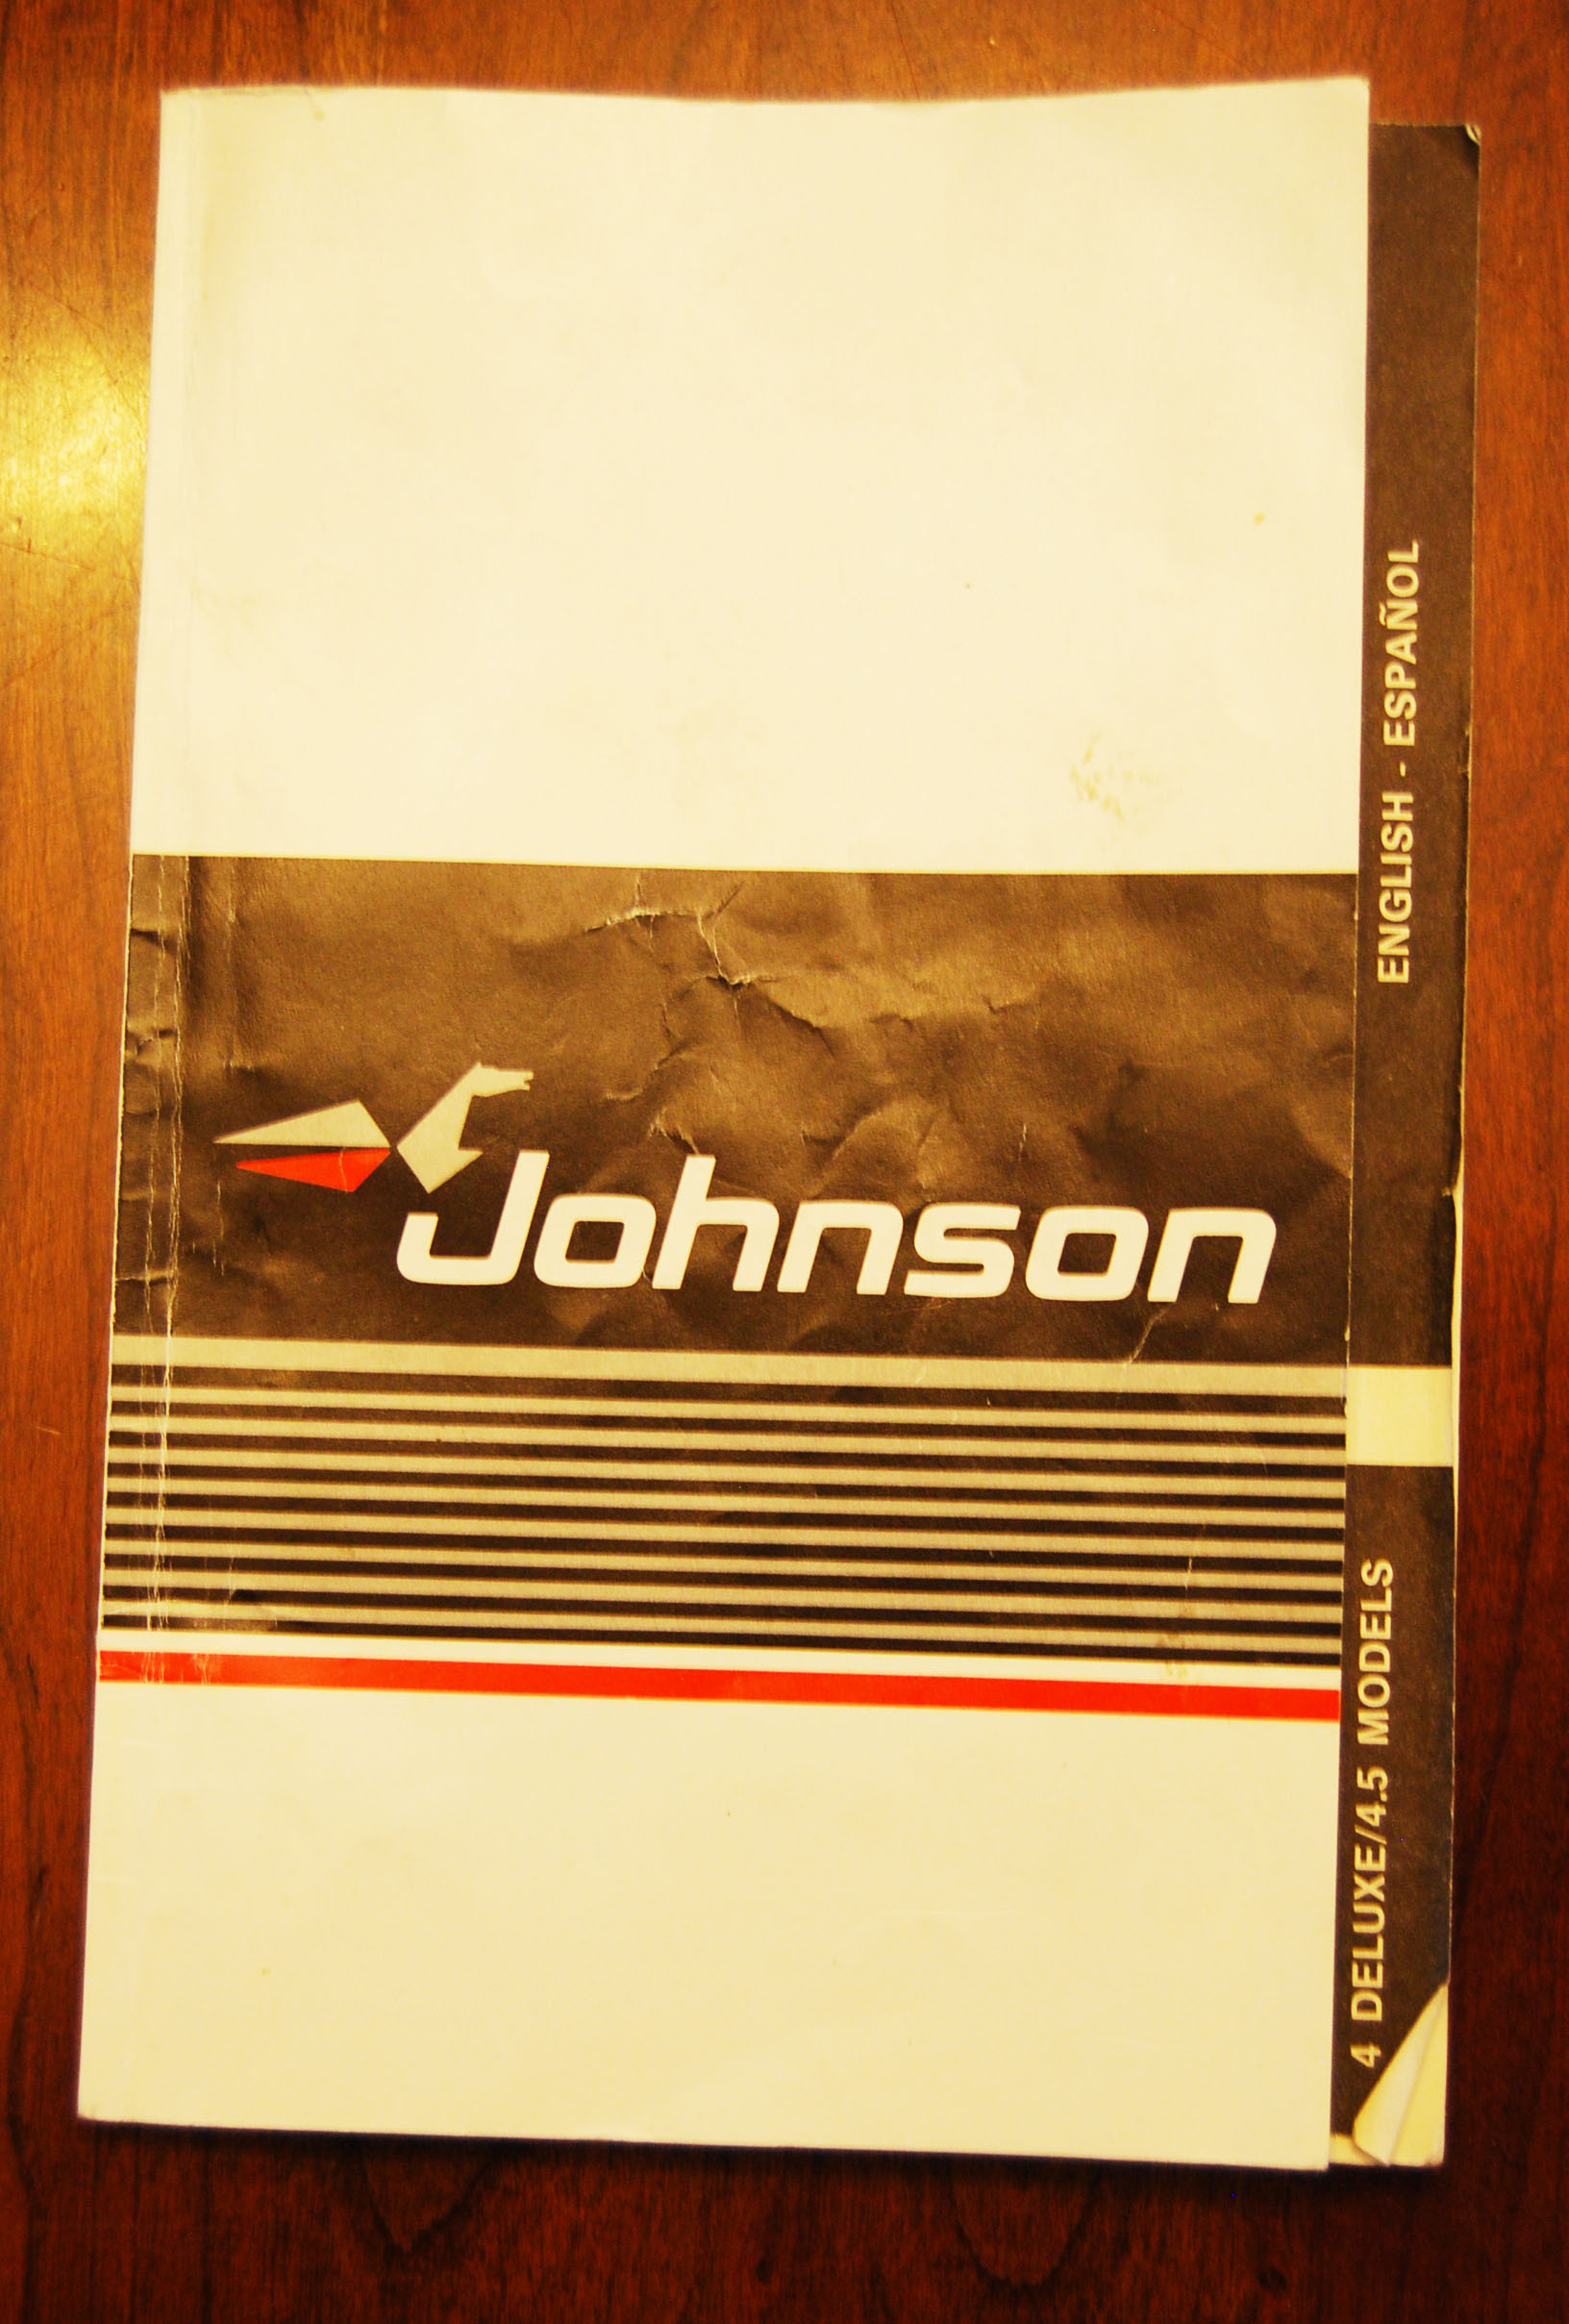 Johnson
ENGLISH - ESPAÑOL
4 DELUXE/4.5 MODELS